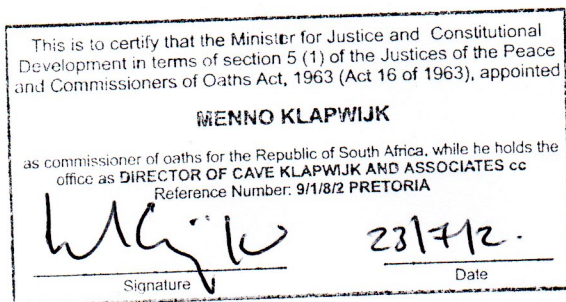 This is to certify that the Minister for Justice and Constitutional
Development in terms of section 5 (1) of the Justices of the Peace
and Commissioners of Oaths Act, 1963 (Act 16 of 1963), appointed
MENNO KLAPWIJK
as commissioner of oaths for the Republic of South Africa, while he holds the
office as DIRECTOR OF CAVE KLAPWIJK AND ASSOCIATES cc
Reference Number: 9/1/8/2 PRETORIA
23/7/2.
Signature Date